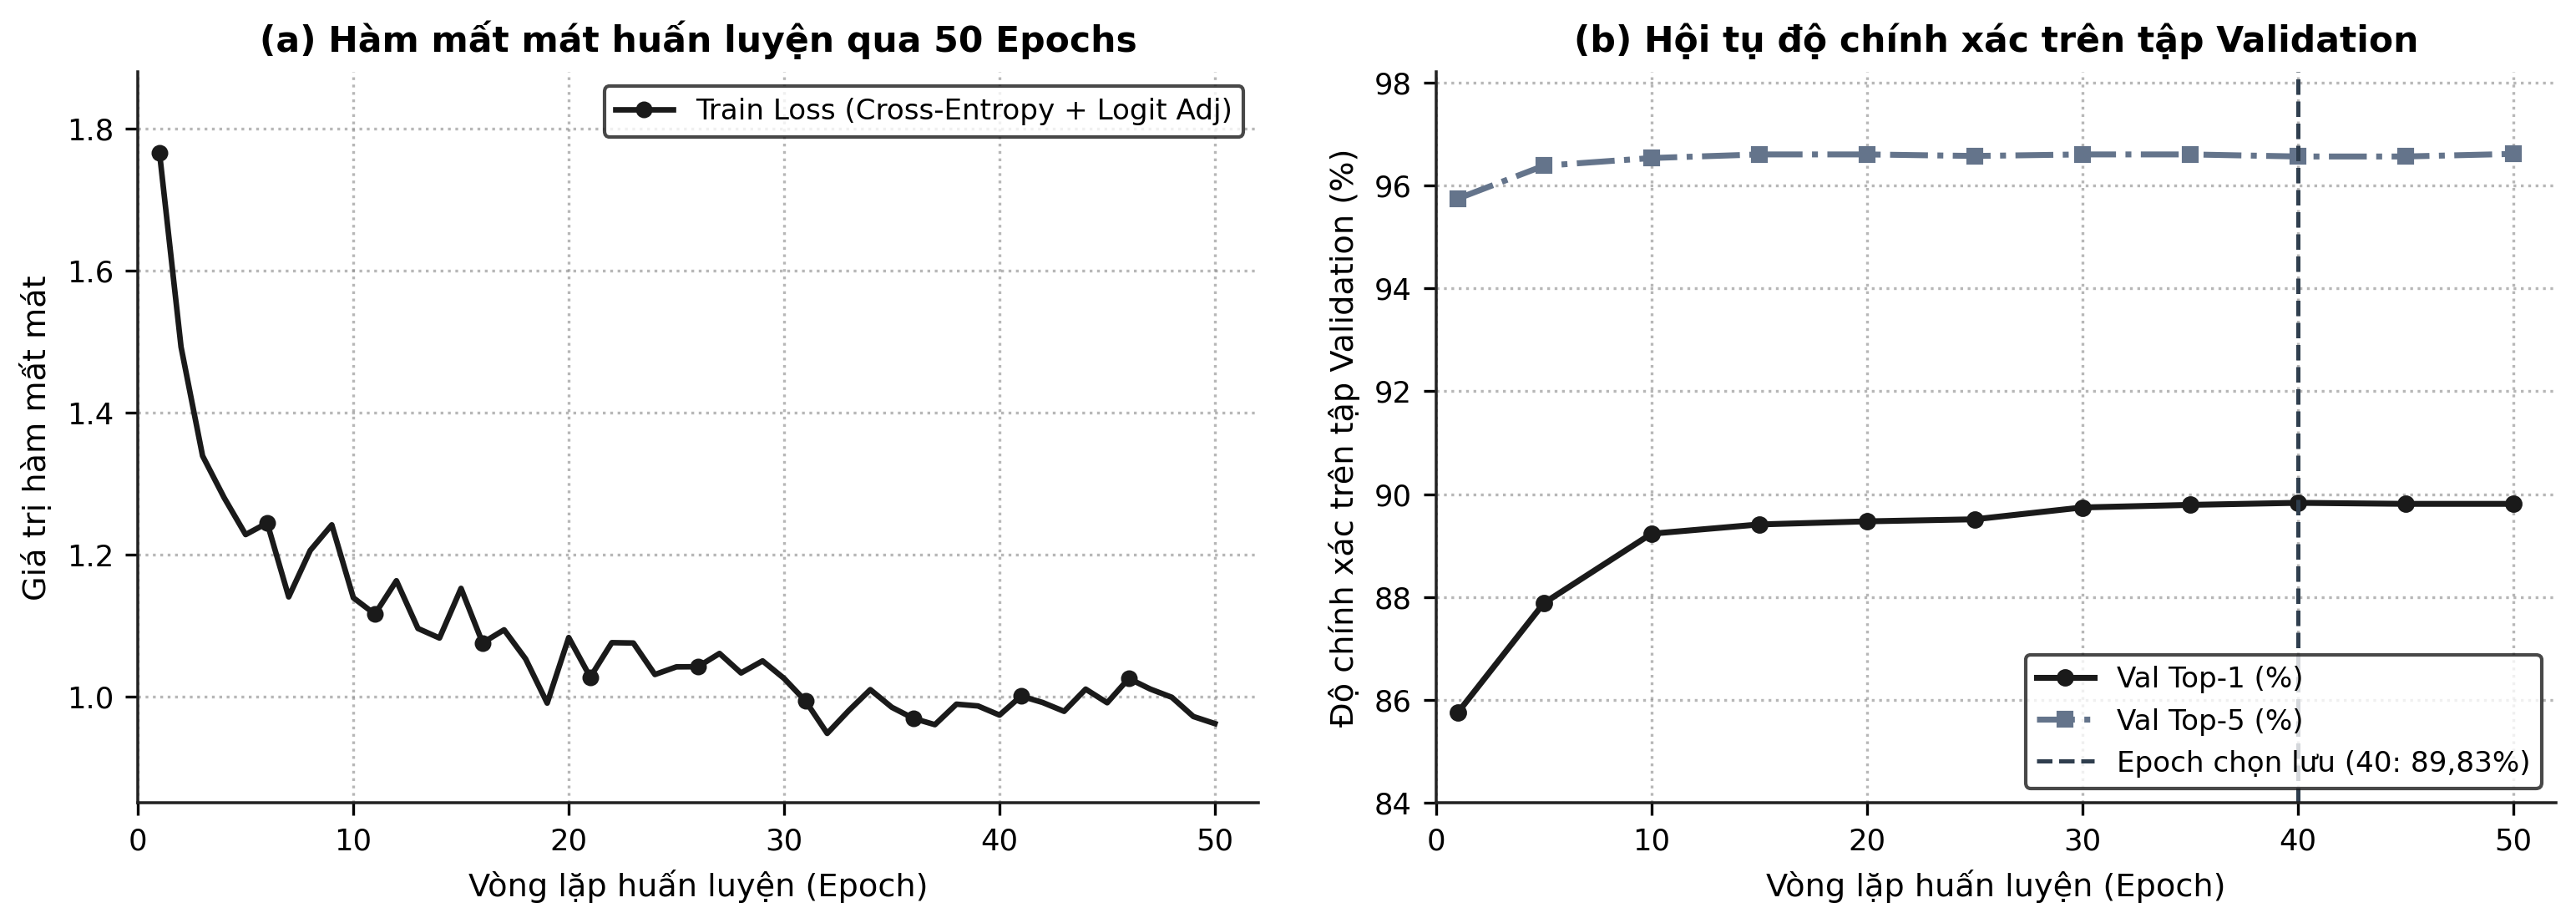 (a) Hàm mất mát huấn luyện qua 50 Epochs
Train Loss (Cross-Entropy + Logit Adj)
Giá trị hàm mất mát
1.8
1.6
1.4
1.2
1.0
0
10
20
30
40
50
Vòng lặp huấn luyện (Epoch)
(b) Hội tụ độ chính xác trên tập Validation
Độ chính xác trên tập Validation (%)
98
96
94
92
90
88
86
84
Val Top-1 (%)
Val Top-5 (%)
Epoch chọn lưu (40: 89,83%)
0
10
20
30
40
50
Vòng lặp huấn luyện (Epoch)